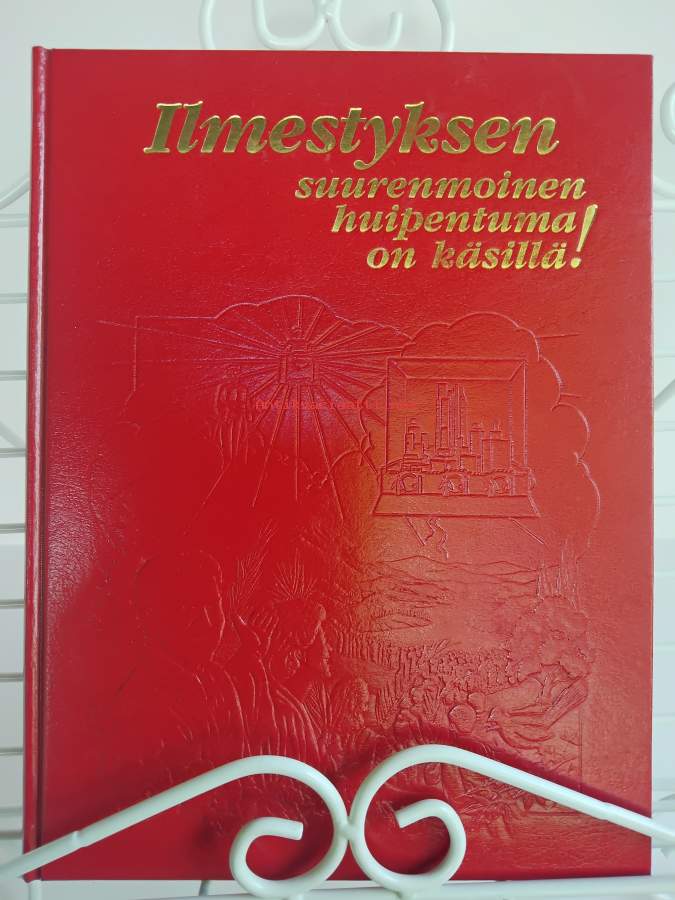 Ilmestyksen
suurenmoinen
huipentuma
on käsillä!